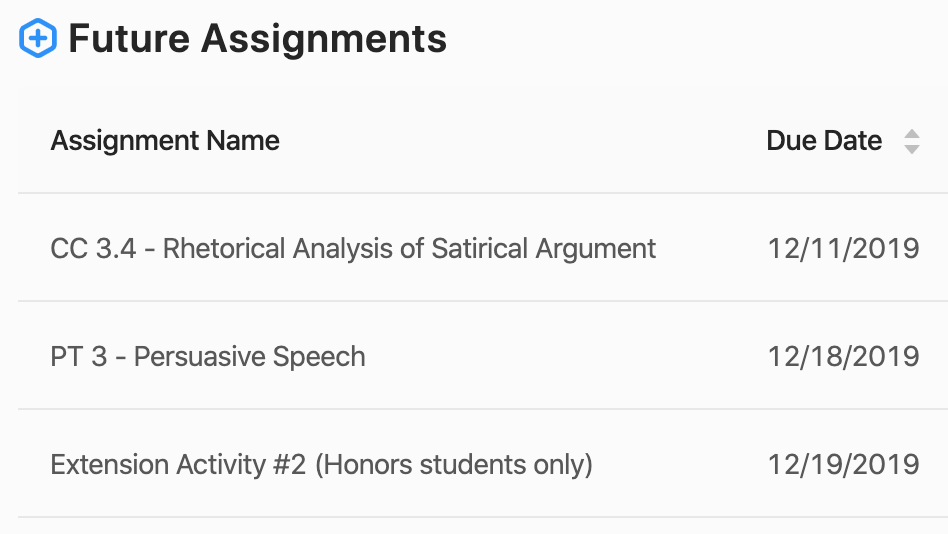 Future Assignments
Assignment Name Due Date
CC 3.4 - Rhetorical Analysis of Satirical Argument 12/11/2019
PT 3 - Persuasive Speech 12/18/2019
Extension Activity #2 (Honors students only) 12/19/2019